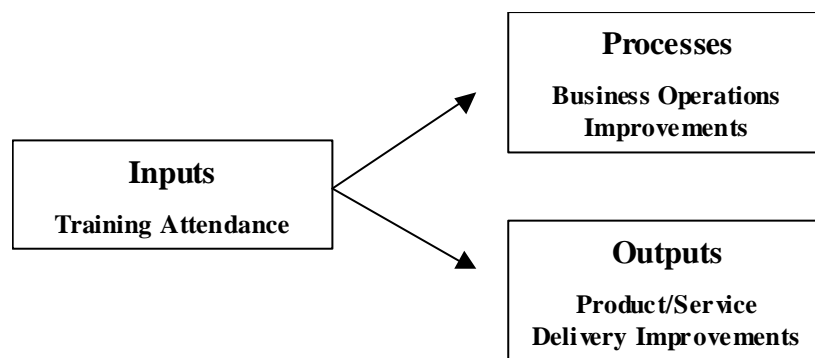 Inputs
Training Attendance
Processes
Business Operations
Improvements
Outputs
Product/Service
Delivery Improvements